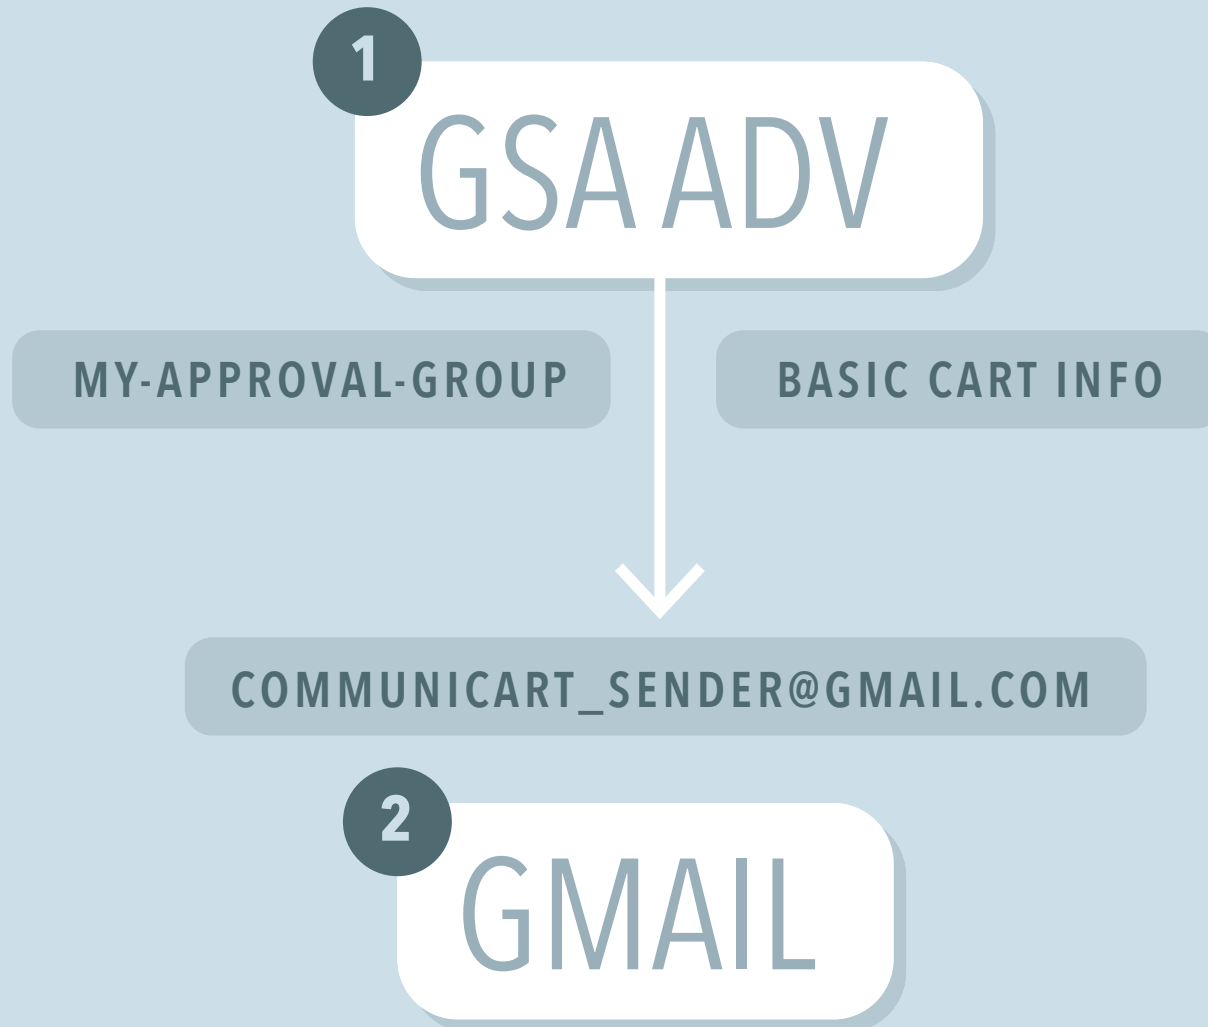 1
GSA ADV
MY-APPROVAL-GROUP
BASIC CART INFO
COMMUNICART_SENDER@GMAIL.COM
2
GMAIL